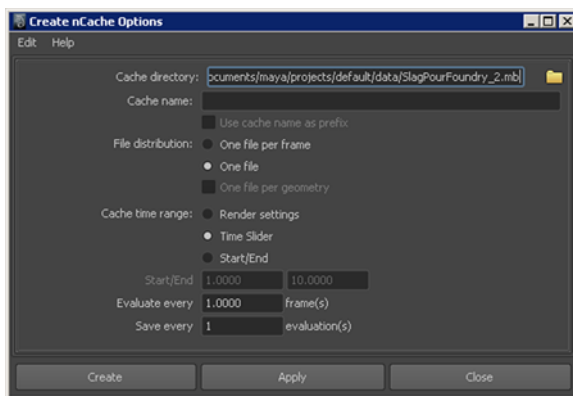 Create nCache Options
Edit Help
Cache directory: ocuments/maya/projects/default/data/SlagPourFoundry_2.mb
Cache name:
Use cache name as prefix
File distribution: One file per frame
One file
One file per geometry
Cache time range: Render settings
Time Slider
Start/End
Start/End 1.0000 10.0000
Evaluate every 1.0000 frame(s)
Save every 1 evaluation(s)
Create Apply Close